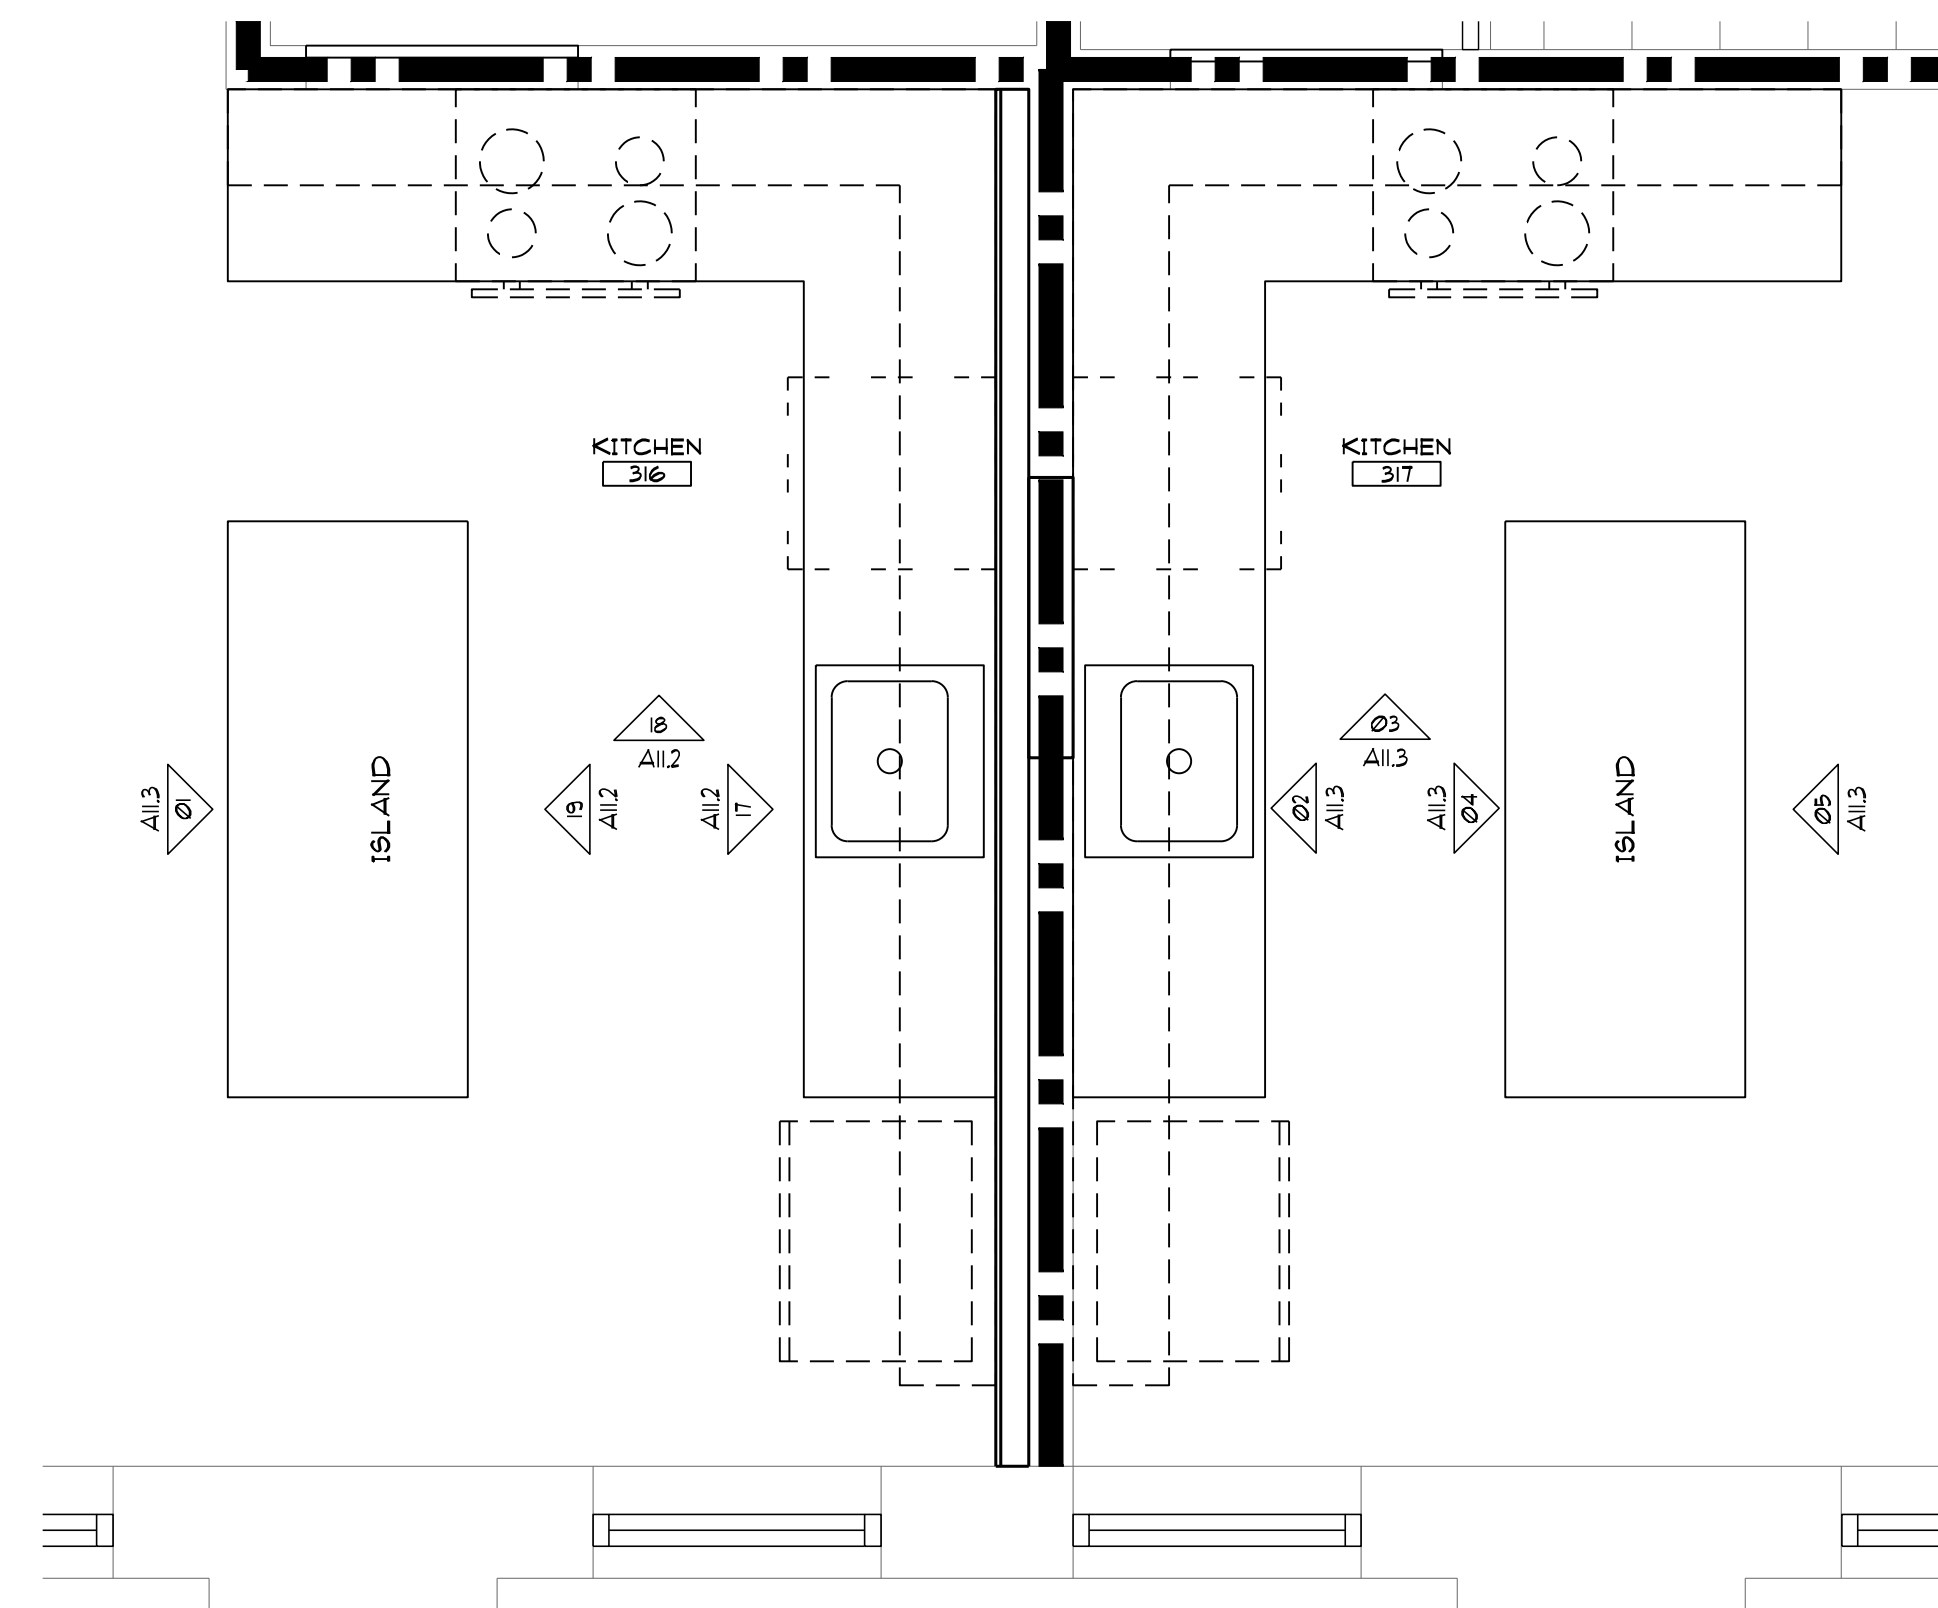 KITCHEN
316
KITCHEN
317
18
A11.2
03
A11.3
A11.3
01
ISLAND
19
A11.2
A11.2
17
02
A11.3
A11.3
04
ISLAND
05
A11.3